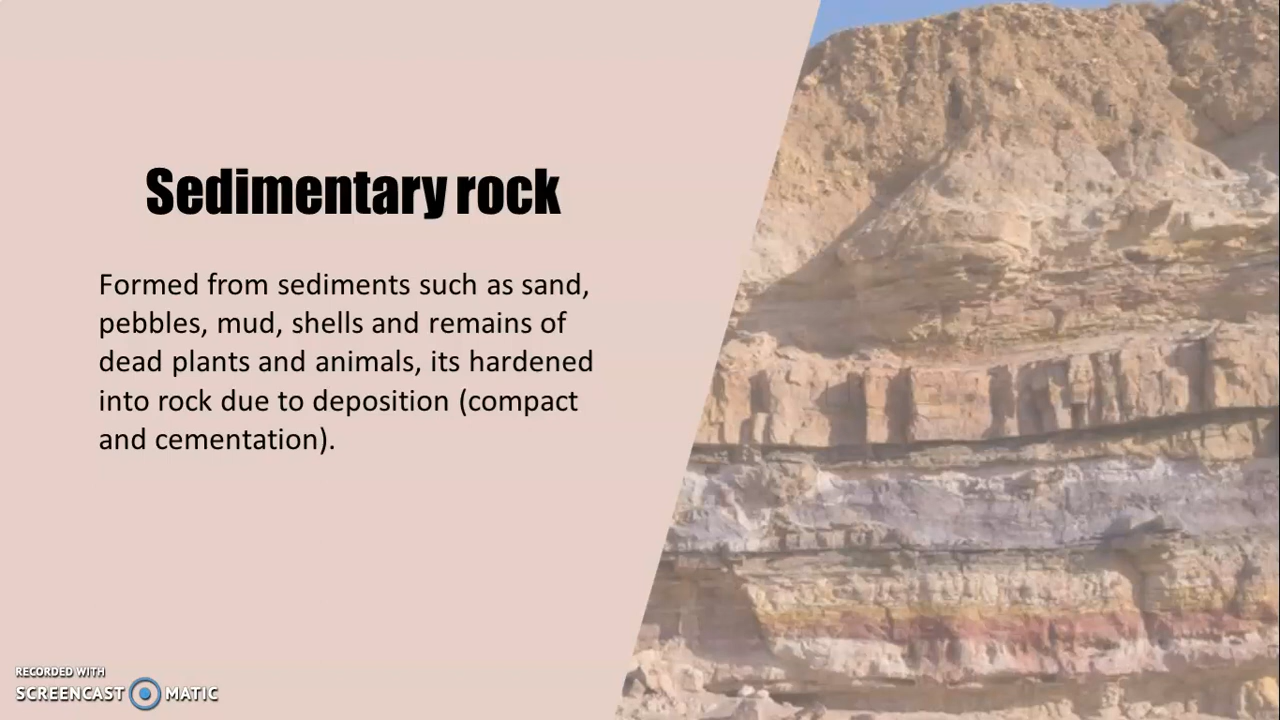 Sedimentary rock
Formed from sediments such as sand,
pebbles, mud, shells and remains of
dead plants and animals, its hardened
into rock due to deposition (compact
and cementation).
RECORDED WITH
SCREENCAST MATIC